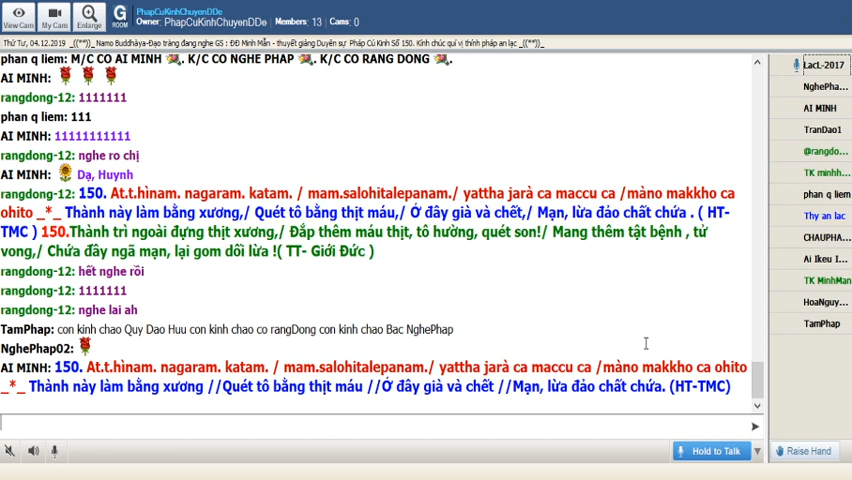 PhapCuKinhChuyenDDe
Owner: PhapCuKinhChuyenDDe Members: 13 Cams: 0
View Cam My Cam Enlarge G ROOM
Thứ Tư, 04.12.2019 _((**))_ Namo Buddhàya-Đạo tràng đang nghe GS : ĐĐ Minh Mẫn - thuyết giảng Duyên sự Pháp Cú Kinh Số 150. Kính chúc quí vị thính pháp an lạc _((**))_
phan q liem: M/C CO AI MINH . K/C CO NGHE PHAP . K/C CO RANG DONG .
AI MINH:
rangdong-12: 1111111
phan q liem: 111
AI MINH: 11111111111
rangdong-12: nghe ro chị
AI MINH: Dạ, Huynh
rangdong-12: 150. At.t.hìnam. nagaram. katam. / mam.salohitalepanam./ yattha jarà ca maccu ca /màno makkho ca
ohito _*_ Thành này làm bằng xương,/ Quét tô bằng thịt máu,/ Ở đây già và chết,/ Mạn, lừa đảo chất chứa . ( HT-
TMC ) 150.Thành trì ngoài đựng thịt xương,/ Đắp thêm máu thịt, tô hường, quét son!/ Mang thêm tật bệnh , tử
vong,/ Chứa đầy ngã mạn, lại gom dối lừa !( TT- Giới Đức )
rangdong-12: hết nghe rồi
rangdong-12: 1111111
rangdong-12: nghe lai ah
TamPhap: con kinh chao Quy Dao Huu con kinh chao co rangDong con kinh chao Bac NghePhap
NghePhap02:
AI MINH: 150. At.t.hìnam. nagaram. katam. / mam.salohitalepanam./ yattha jarà ca maccu ca /màno makkho ca ohito
_*_ Thành này làm bằng xương //Quét tô bằng thịt máu //Ở đây già và chết //Mạn, lừa đảo chất chứa. (HT-TMC)
LacL-2017
NghePha...
AI MINH
TranDao1
@rangdo...
TK minhh...
phan q liem
Thy an lac
CHAUPHA...
Ai Ikeu I...
TK MinhMan
HoaNguy...
TamPhap
Hold to Talk
Raise Hand